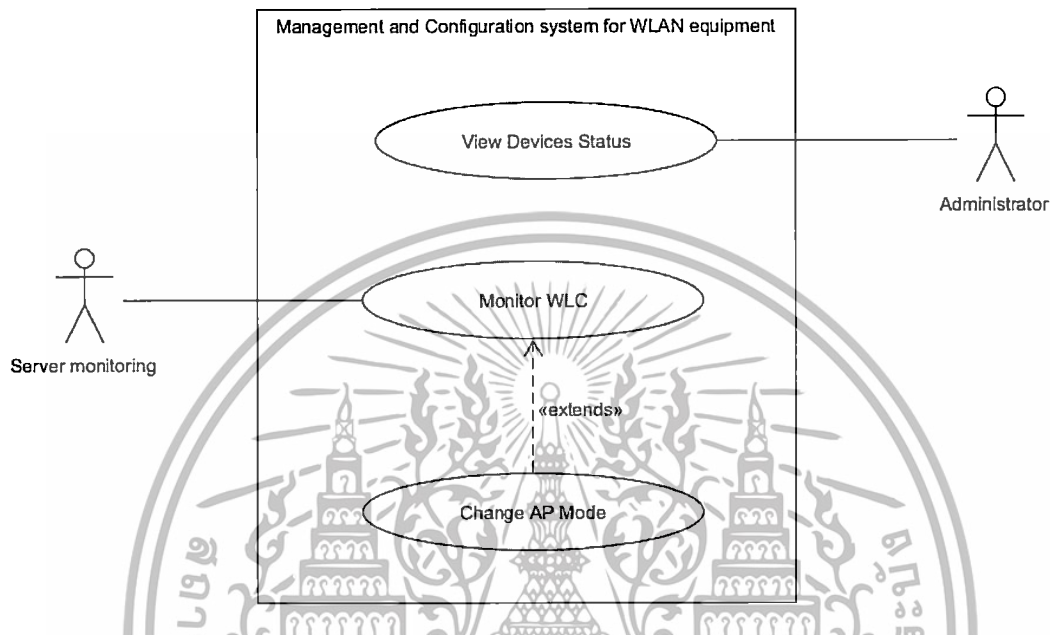 Management and Configuration system for WLAN equipment
View Devices Status
Administrator
Monitor WLC
Server monitoring
«extends»
Change AP Mode